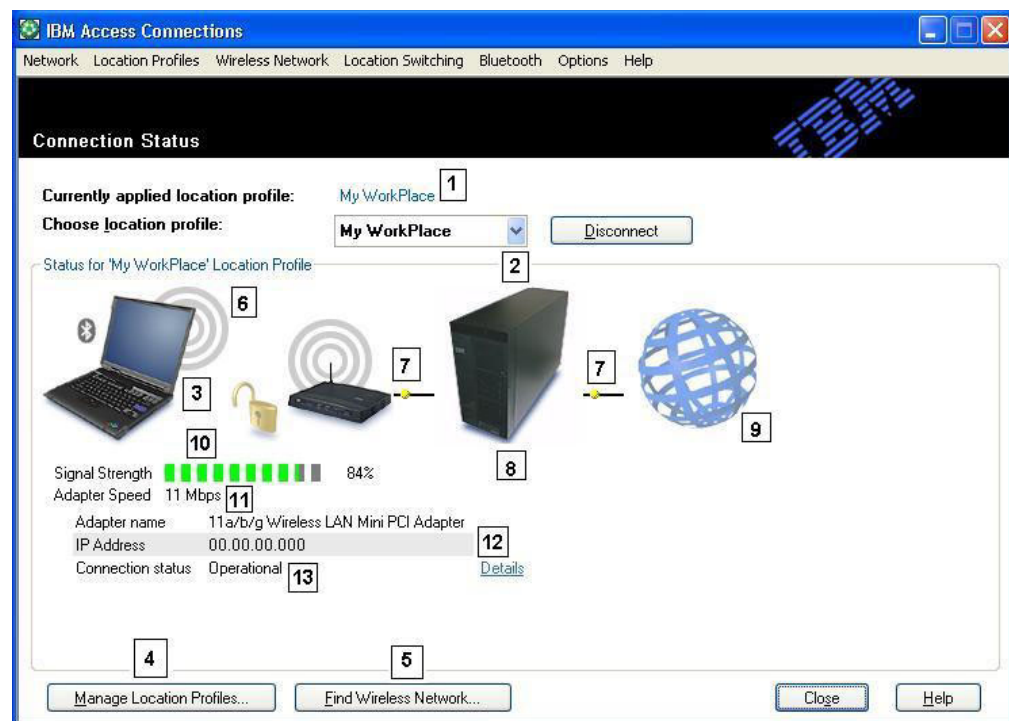 IBM Access Connections
Network Location Profiles Wireless Network Location Switching Bluetooth Options Help
IBM
Connection Status
Currently applied location profile: My WorkPlace 1
Choose location profile: My WorkPlace Disconnect
2
Status for 'My WorkPlace' Location Profile
6
7
7
3
9
10
8
Signal Strength 84%
Adapter Speed 11 Mbps 11
Adapter name 11a/b/g Wireless LAN Mini PCI Adapter
IP Address 00.00.00.000 12
Connection status Operational 13 Details
4
5
Manage Location Profiles... Find Wireless Network... Close Help